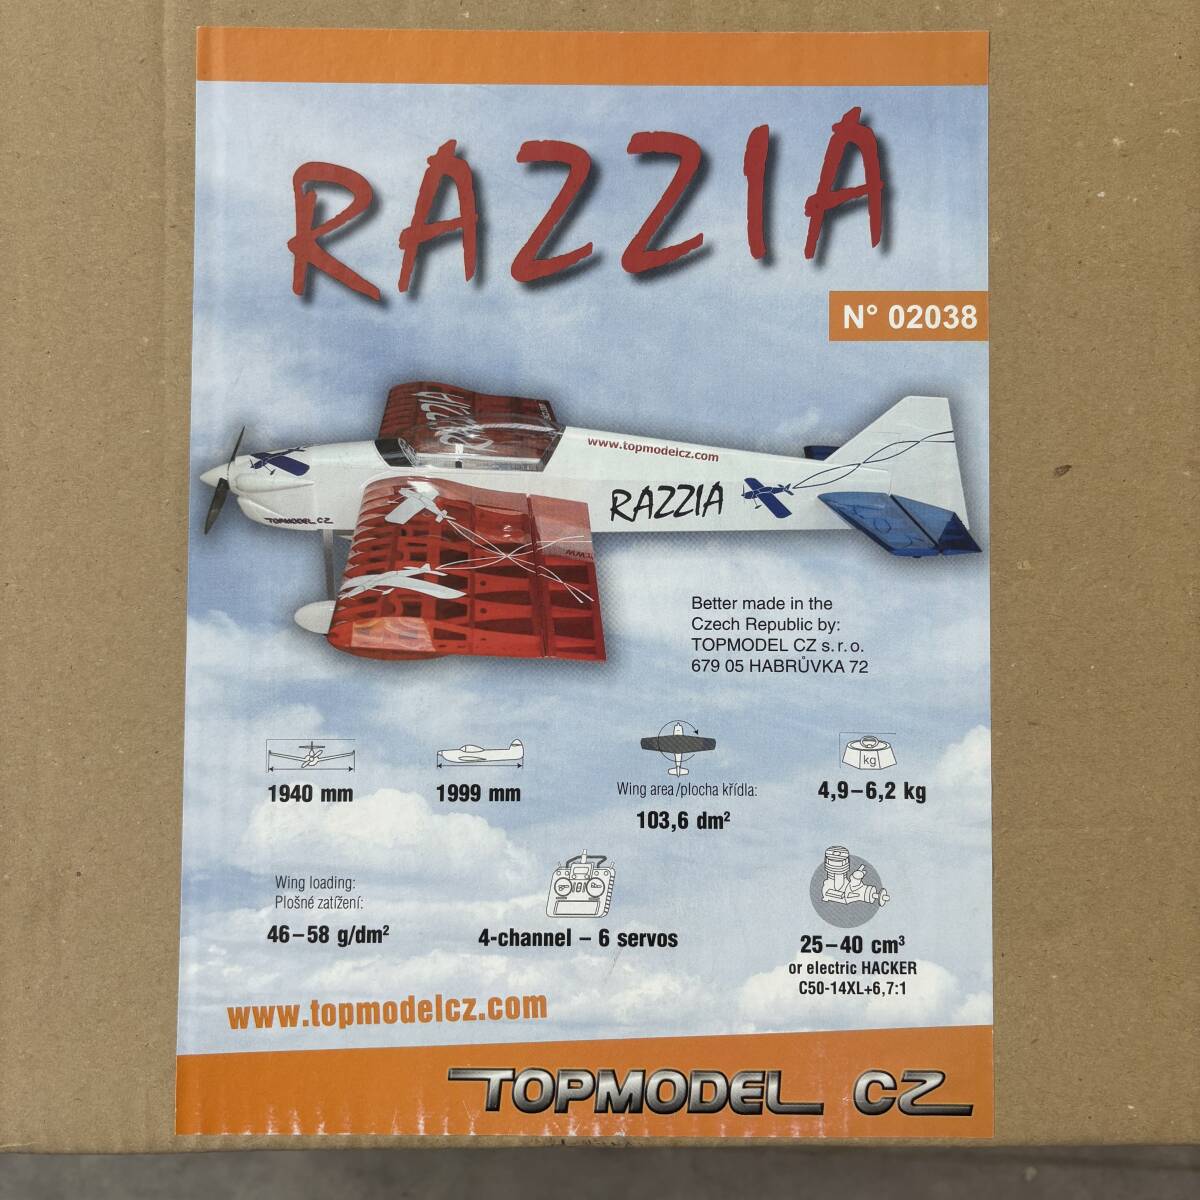 RAZZIA
N° 02038
RAZZIA
www.topmodelcz.com
RAZZIA
TOPMODEL CZ
Better made in the
Czech Republic by:
TOPMODEL CZ s.r.o.
679 05 HABRŮVKA 72
kg
1940 mm
1999 mm
Wing area/plocha křídla:
103,6 dm²
4,9–6,2 kg
Wing loading:
Plošné zatížení:
46–58 g/dm²
4-channel – 6 servos
25–40 cm³
or electric HACKER
C50-14XL+6,7:1
www.topmodelcz.com
TOPMODEL CZ